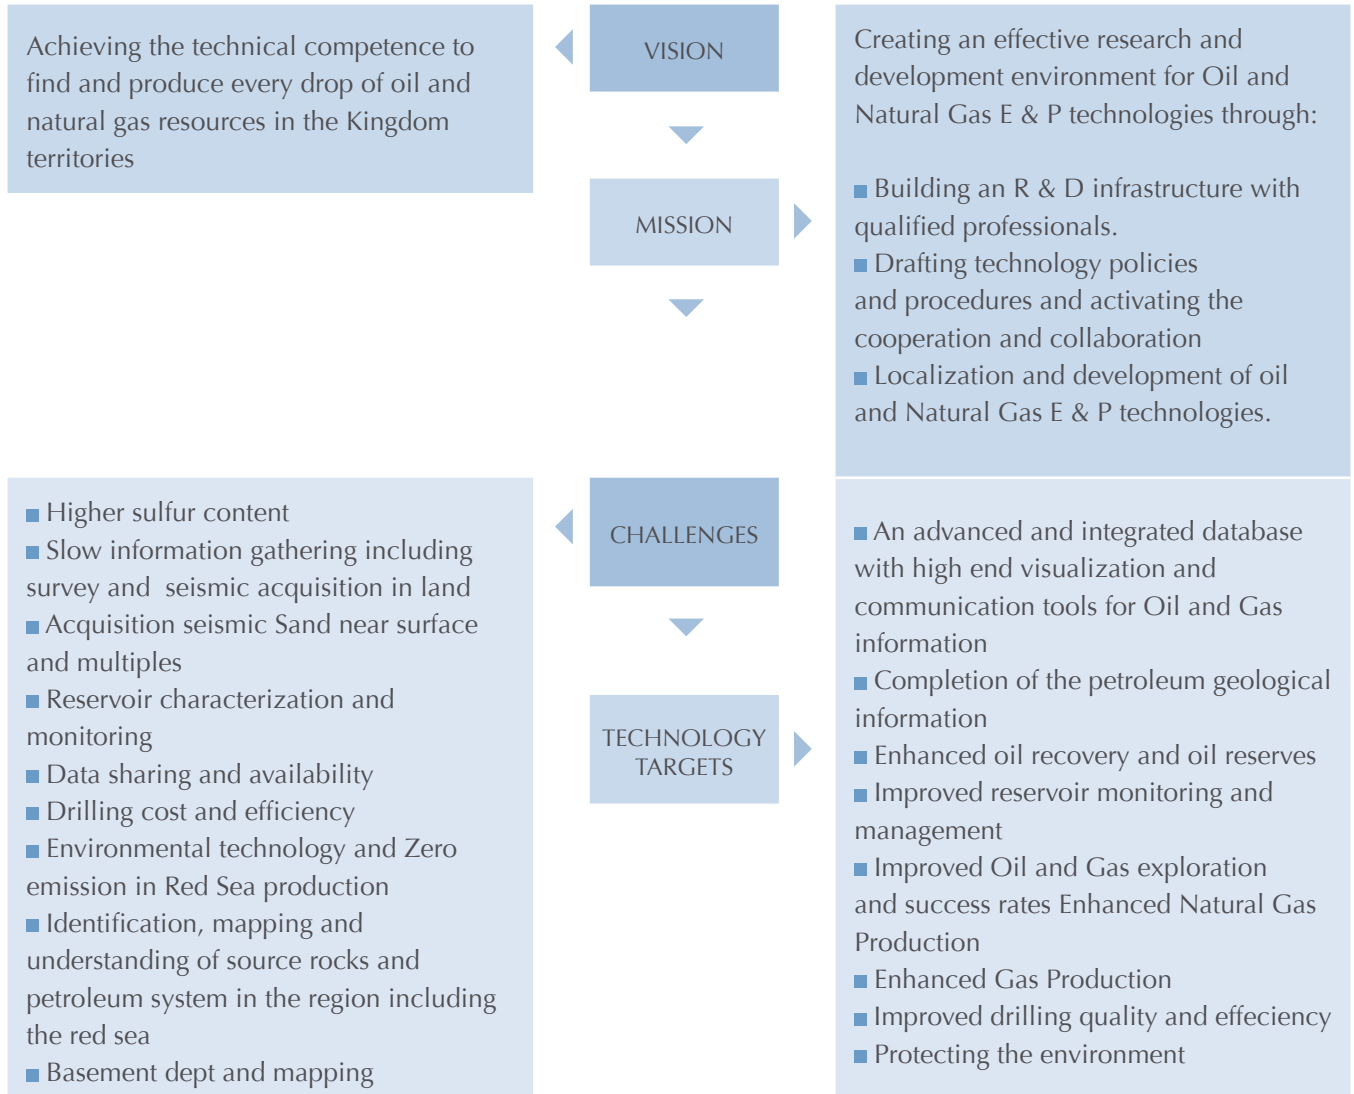 VISION
Achieving the technical competence to
find and produce every drop of oil and
natural gas resources in the Kingdom
territories
MISSION
Creating an effective research and
development environment for Oil and
Natural Gas E & P technologies through:
■ Building an R & D infrastructure with
qualified professionals.
■ Drafting technology policies
and procedures and activating the
cooperation and collaboration
■ Localization and development of oil
and Natural Gas E & P technologies.
CHALLENGES
■ Higher sulfur content
■ Slow information gathering including
survey and seismic acquisition in land
■ Acquisition seismic Sand near surface
and multiples
■ Reservoir characterization and
monitoring
■ Data sharing and availability
■ Drilling cost and efficiency
■ Environmental technology and Zero
emission in Red Sea production
■ Identification, mapping and
understanding of source rocks and
petroleum system in the region including
the red sea
■ Basement dept and mapping
TECHNOLOGY
TARGETS
■ An advanced and integrated database
with high end visualization and
communication tools for Oil and Gas
information
■ Completion of the petroleum geological
information
■ Enhanced oil recovery and oil reserves
■ Improved reservoir monitoring and
management
■ Improved Oil and Gas exploration
and success rates Enhanced Natural Gas
Production
■ Enhanced Gas Production
■ Improved drilling quality and effeciency
■ Protecting the environment